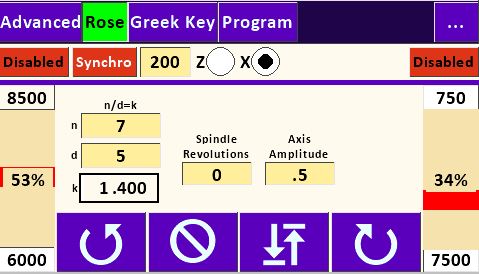 Advanced Rose Greek Key Program ...
Disabled Synchro 200 Z X Disabled
8500 n/d=k 750
n 7
d 5
Spindle Revolutions
Axis Amplitude
53% k 1.400 0 .5 34%
6000 7500